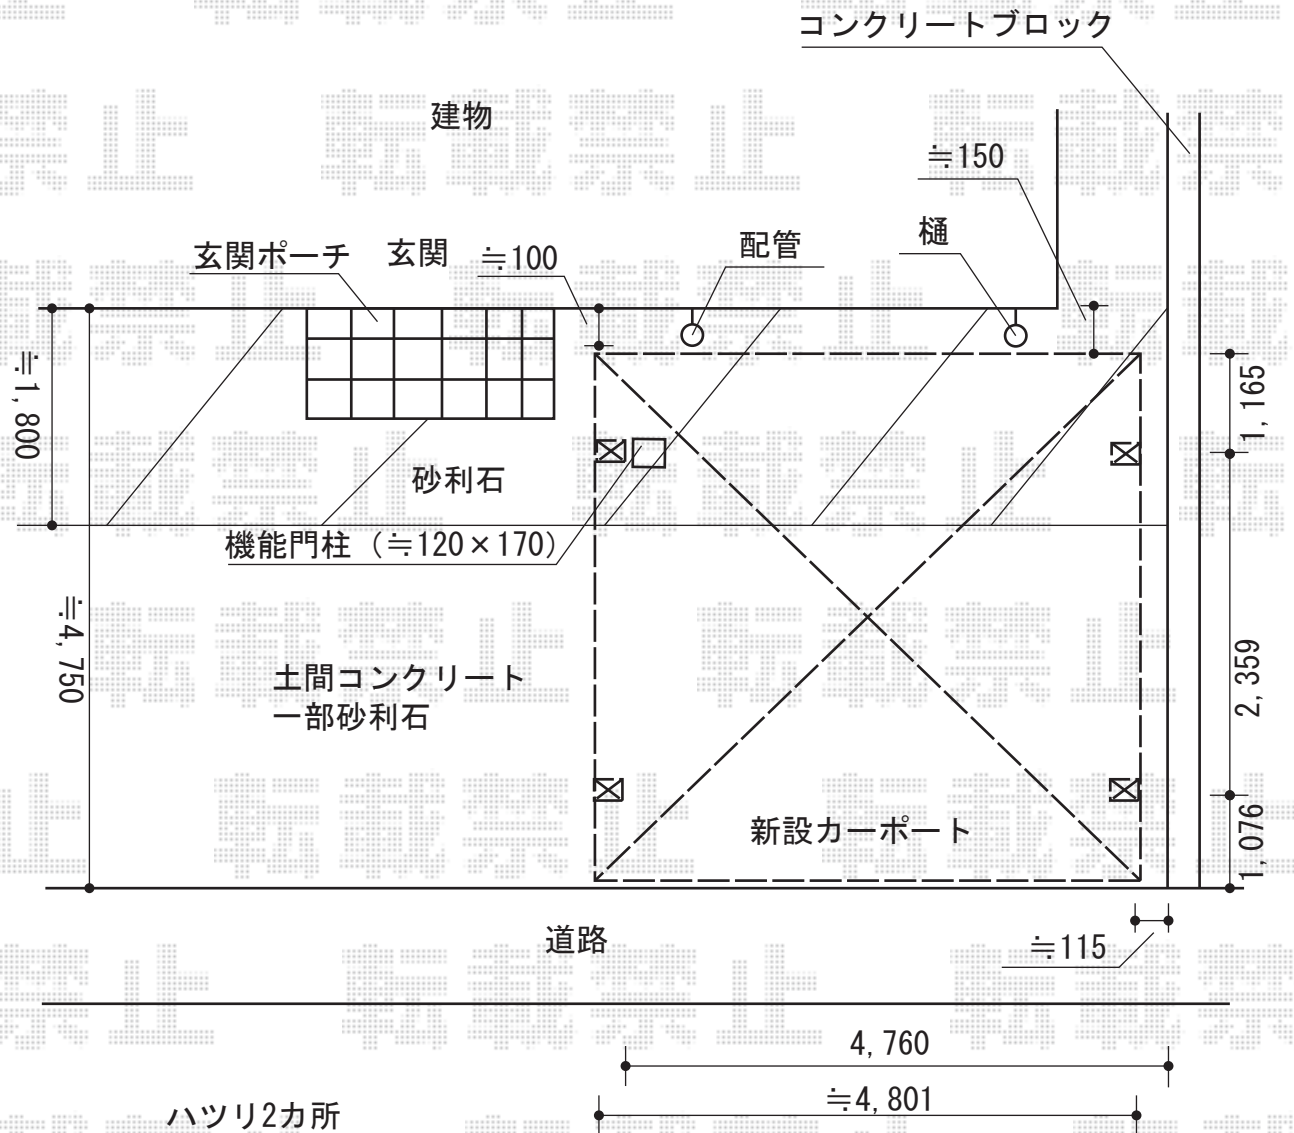 コンクリートブロック
建物
≒150
玄関ポーチ
玄関
≒100
配管
樋
≒1,800
1,165
砂利石
機能門柱(≒120×170)
≒4,750
土間コンクリート
一部砂利石
2,359
新設カーポート
1,076
道路
≒115
4,760
≒4,801
ハツリ2カ所
転載禁止